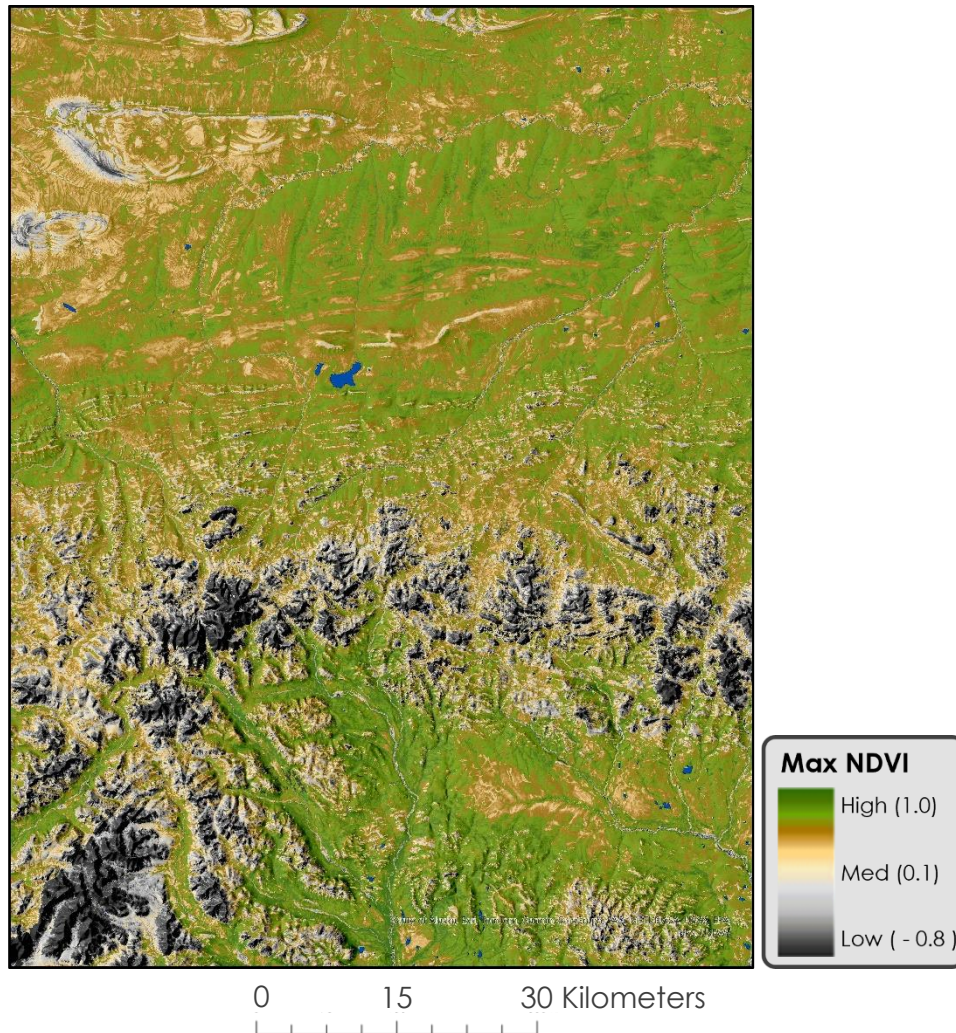 Max NDVI
High (1.0)
Med (0.1)
Low ( - 0.8 )
0 15 30 Kilometers